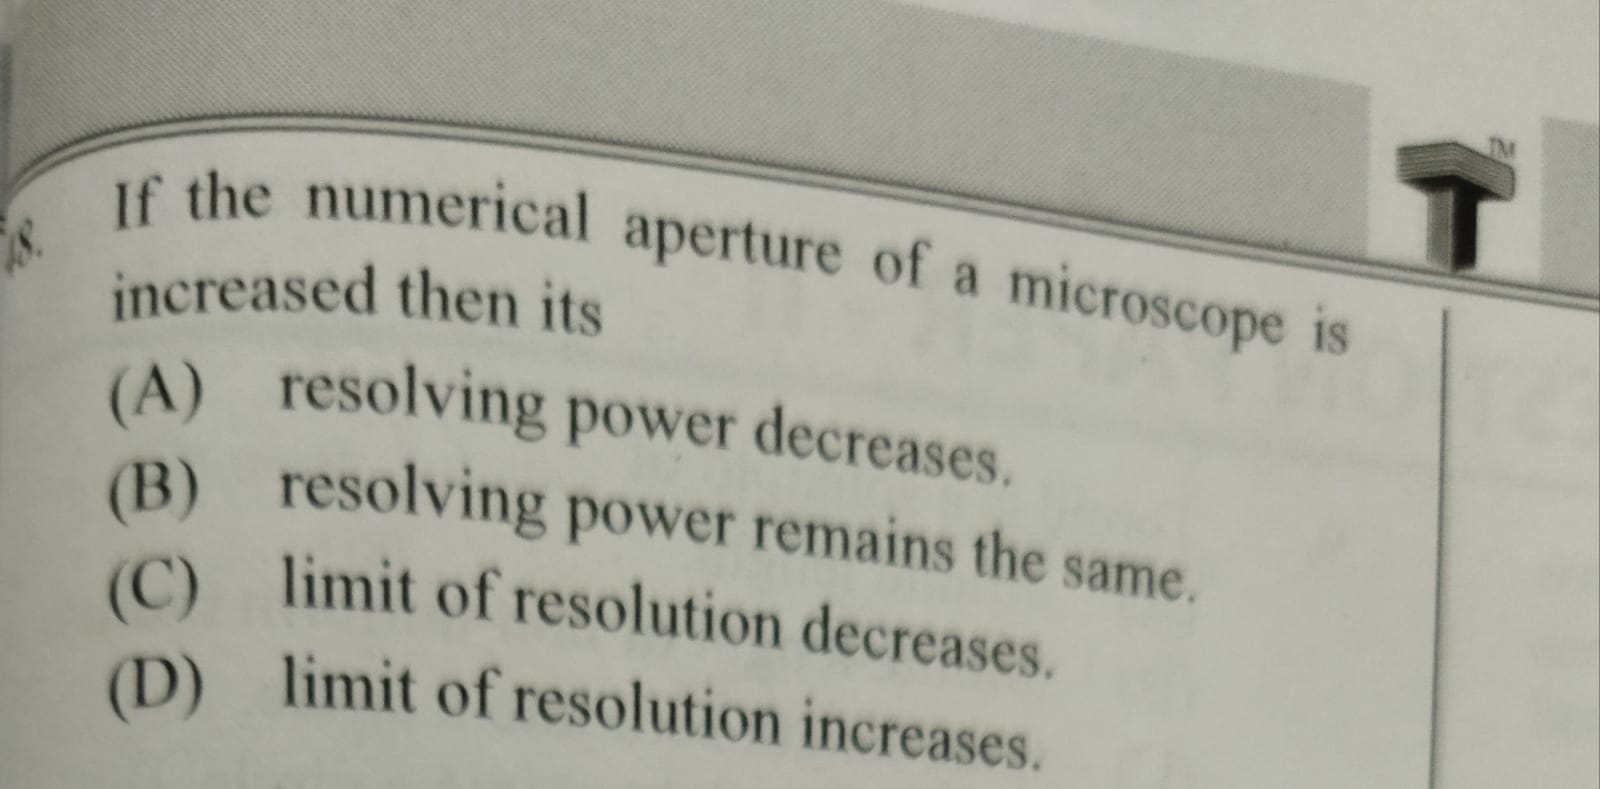 8. If the numerical aperture of a microscope is
increased then its
(A) resolving power decreases.
(B) resolving power remains the same.
(C) limit of resolution decreases.
(D) limit of resolution increases.
TM